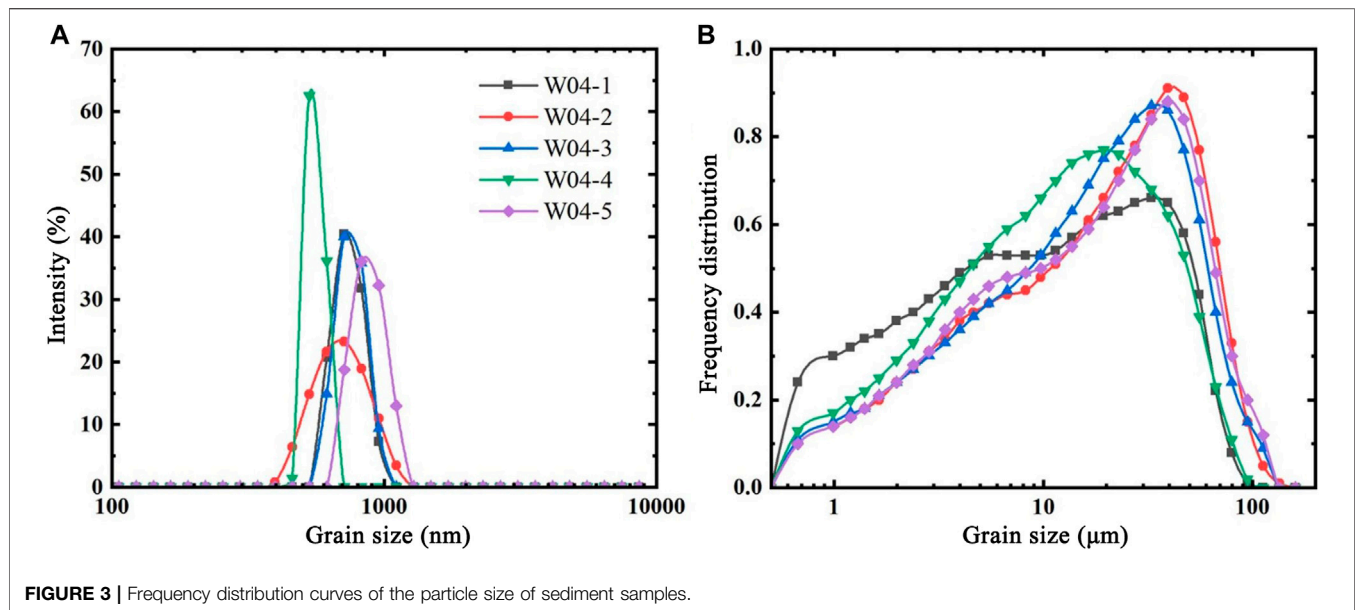 A
70
60
50
40
30
20
10
0
Intensity (%)
100
1000
10000
Grain size (nm)
W04-1
W04-2
W04-3
W04-4
W04-5
B
1.0
0.8
0.6
0.4
0.2
0.0
Frequency distribution
1
10
100
Grain size (μm)
FIGURE 3 | Frequency distribution curves of the particle size of sediment samples.